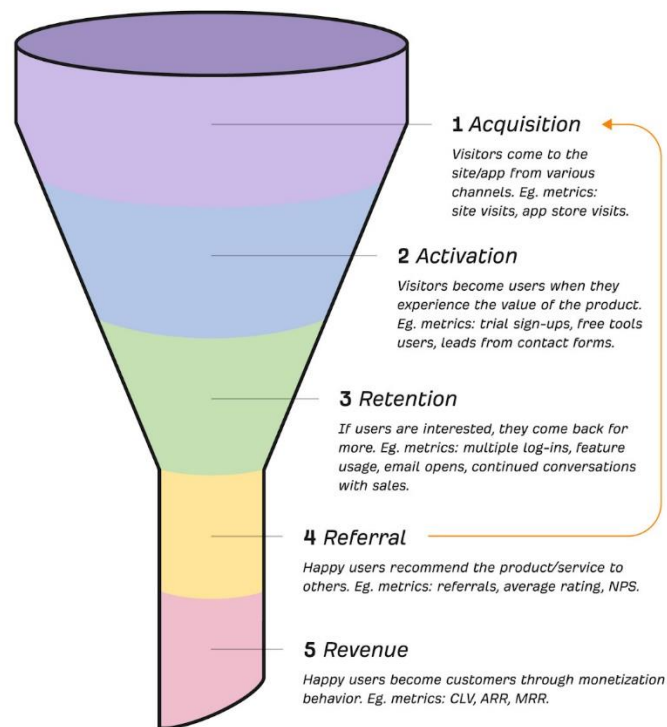 1 Acquisition
Visitors come to the
site/app from various
channels. Eg. metrics:
site visits, app store visits.
2 Activation
Visitors become users when they
experience the value of the product.
Eg. metrics: trial sign-ups, free tools
users, leads from contact forms.
3 Retention
If users are interested, they come back for
more. Eg. metrics: multiple log-ins, feature
usage, email opens, continued conversations
with sales.
4 Referral
Happy users recommend the product/service to
others. Eg. metrics: referrals, average rating, NPS.
5 Revenue
Happy users become customers through monetization
behavior. Eg. metrics: CLV, ARR, MRR.